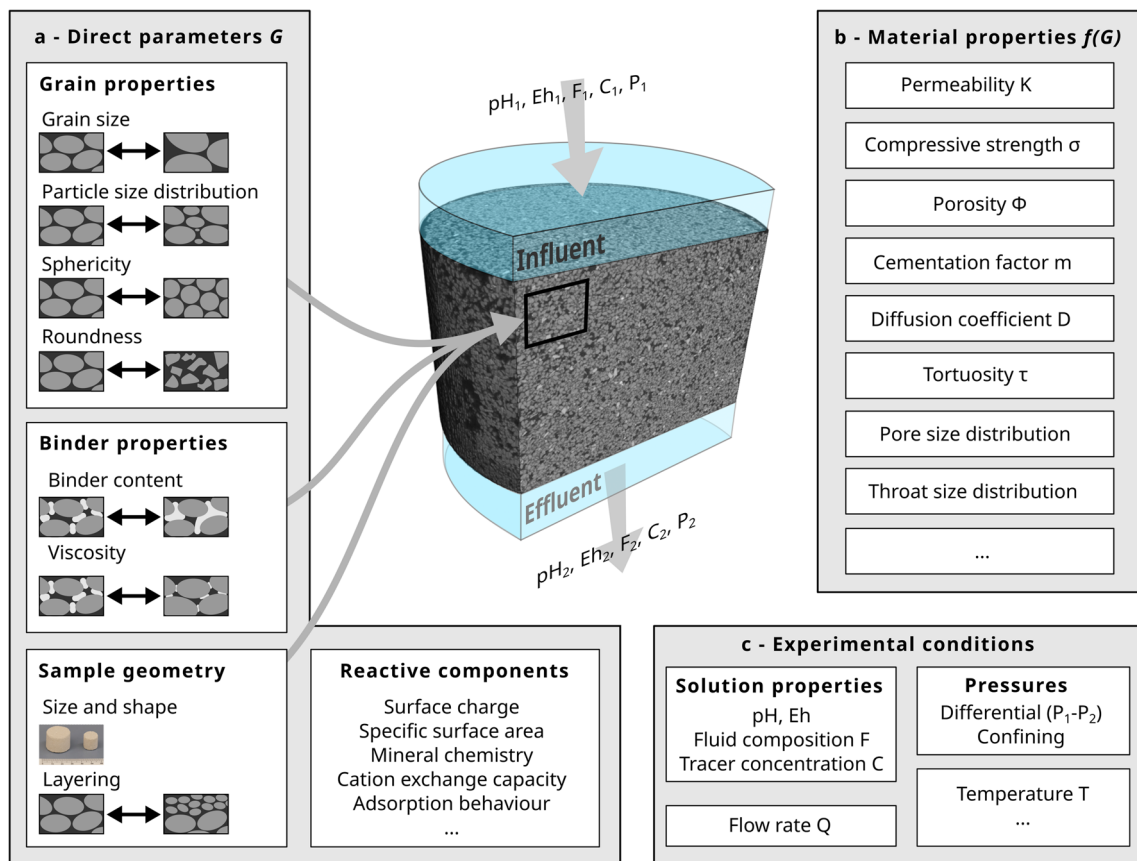 a - Direct parameters G
Grain properties
Grain size
Particle size distribution
Sphericity
Roundness
Binder properties
Binder content
Viscosity
Sample geometry
Size and shape
Layering
Reactive components
Surface charge
Specific surface area
Mineral chemistry
Cation exchange capacity
Adsorption behaviour
...
pH₁, Eh₁, F₁, C₁, P₁
Influent
Effluent
pH₂, Eh₂, F₂, C₂, P₂
b - Material properties f(G)
Permeability K
Compressive strength σ
Porosity Φ
Cementation factor m
Diffusion coefficient D
Tortuosity τ
Pore size distribution
Throat size distribution
...
c - Experimental conditions
Solution properties
pH, Eh
Fluid composition F
Tracer concentration C
Flow rate Q
Pressures
Differential (P₁-P₂)
Confining
Temperature T
...